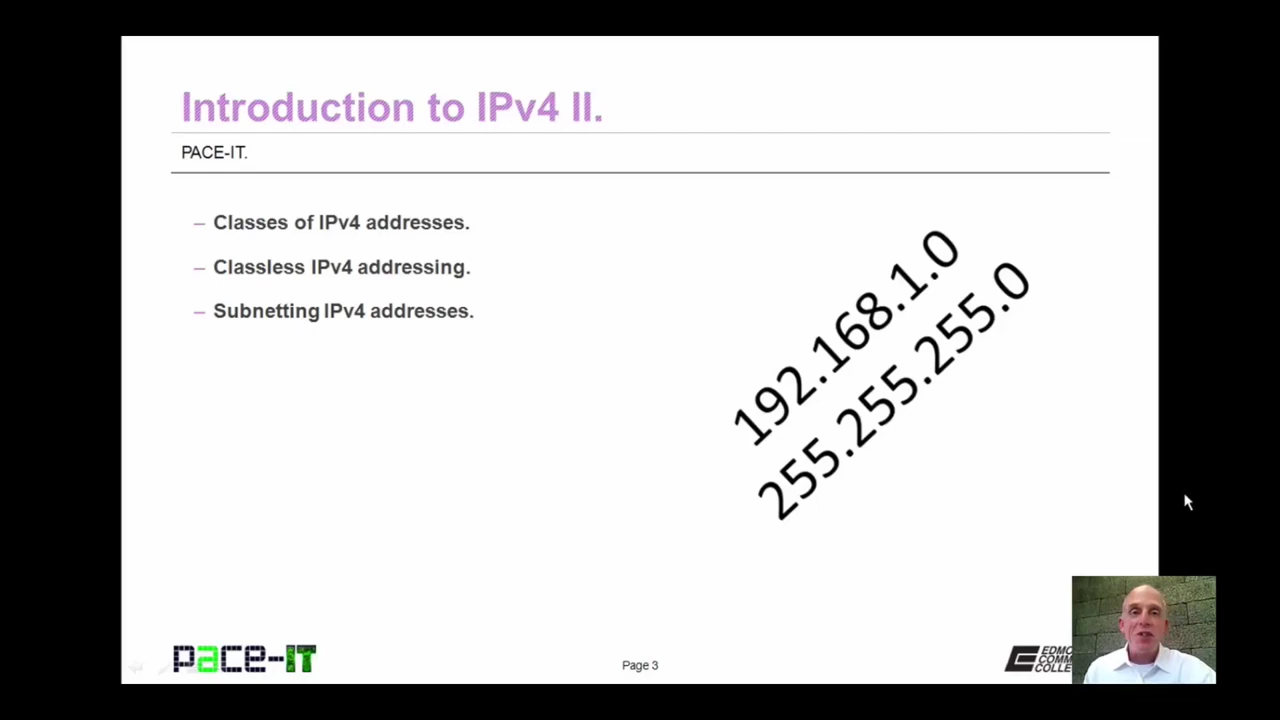 Introduction to IPv4 II.
PACE-IT.
– Classes of IPv4 addresses.
– Classless IPv4 addressing.
– Subnetting IPv4 addresses.
192.168.1.0
255.255.255.0
pace-IT
Page 3